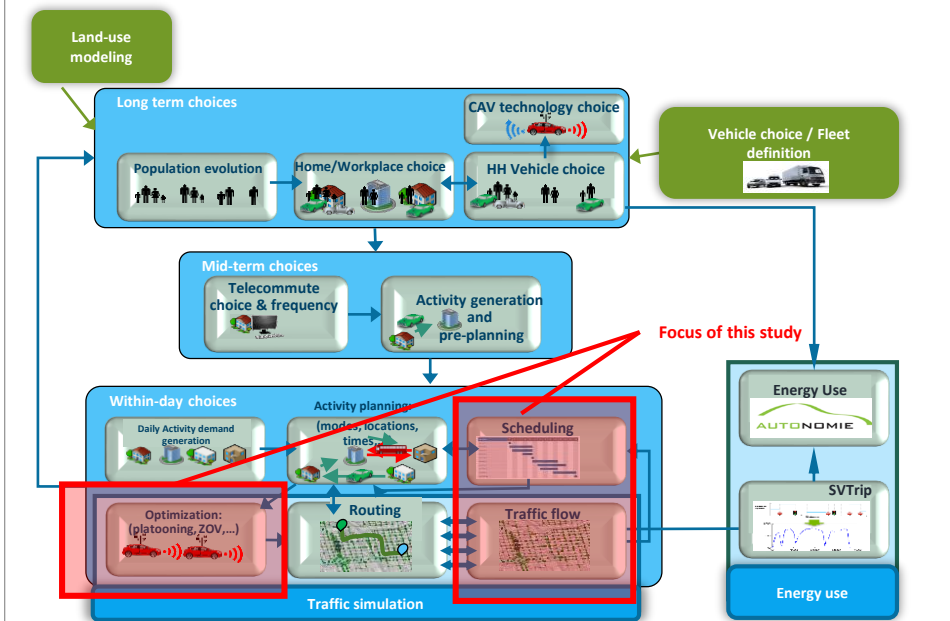 Land-use
modeling
Long term choices
CAV technology choice
Vehicle choice / Fleet
definition
Population evolution
Home/Workplace choice
HH Vehicle choice
Mid-term choices
Telecommute
choice & frequency
Activity generation
and
pre-planning
Focus of this study
Within-day choices
Daily Activity demand
generation
Activity planning:
(modes, locations,
times,
Scheduling
Energy Use
AUTONOMIE
Optimization:
(platooning, ZOV,...)
Routing
Traffic flow
SVTrip
Traffic simulation
Energy use